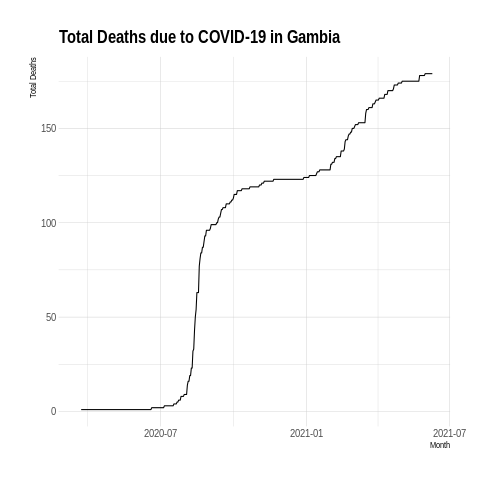 Total Deaths due to COVID-19 in Gambia
Total Deaths
150
100
50
0
2020-07
2021-01
2021-07
Month